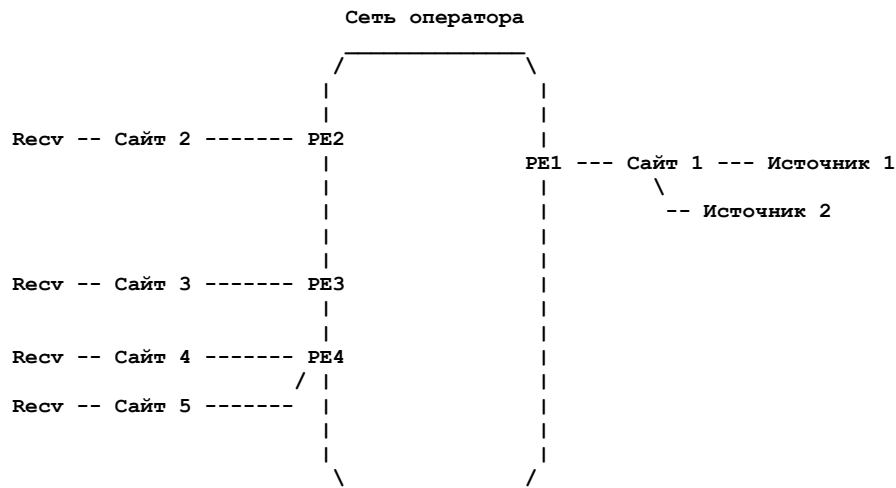 Сеть оператора
Recv -- Сайт 2 ------- PE2
PE1 --- Сайт 1 --- Источник 1
-- Источник 2
Recv -- Сайт 3 ------- PE3
Recv -- Сайт 4 ------- PE4
Recv -- Сайт 5 -------